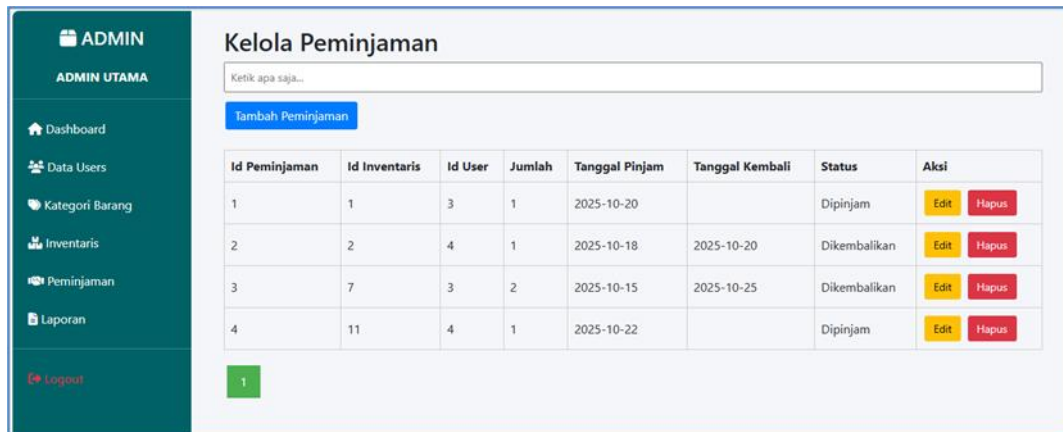 ADMIN
ADMIN UTAMA
Dashboard
Data Users
Kategori Barang
Inventaris
Peminjaman
Laporan
Logout
Kelola Peminjaman
Ketik apa saja...
Tambah Peminjaman
Id Peminjaman Id Inventaris Id User Jumlah Tanggal Pinjam Tanggal Kembali Status Aksi
1 1 3 1 2025-10-20 Dipinjam Edit Hapus
2 2 4 1 2025-10-18 2025-10-20 Dikembalikan Edit Hapus
3 7 3 2 2025-10-15 2025-10-25 Dikembalikan Edit Hapus
4 11 4 1 2025-10-22 Dipinjam Edit Hapus
1